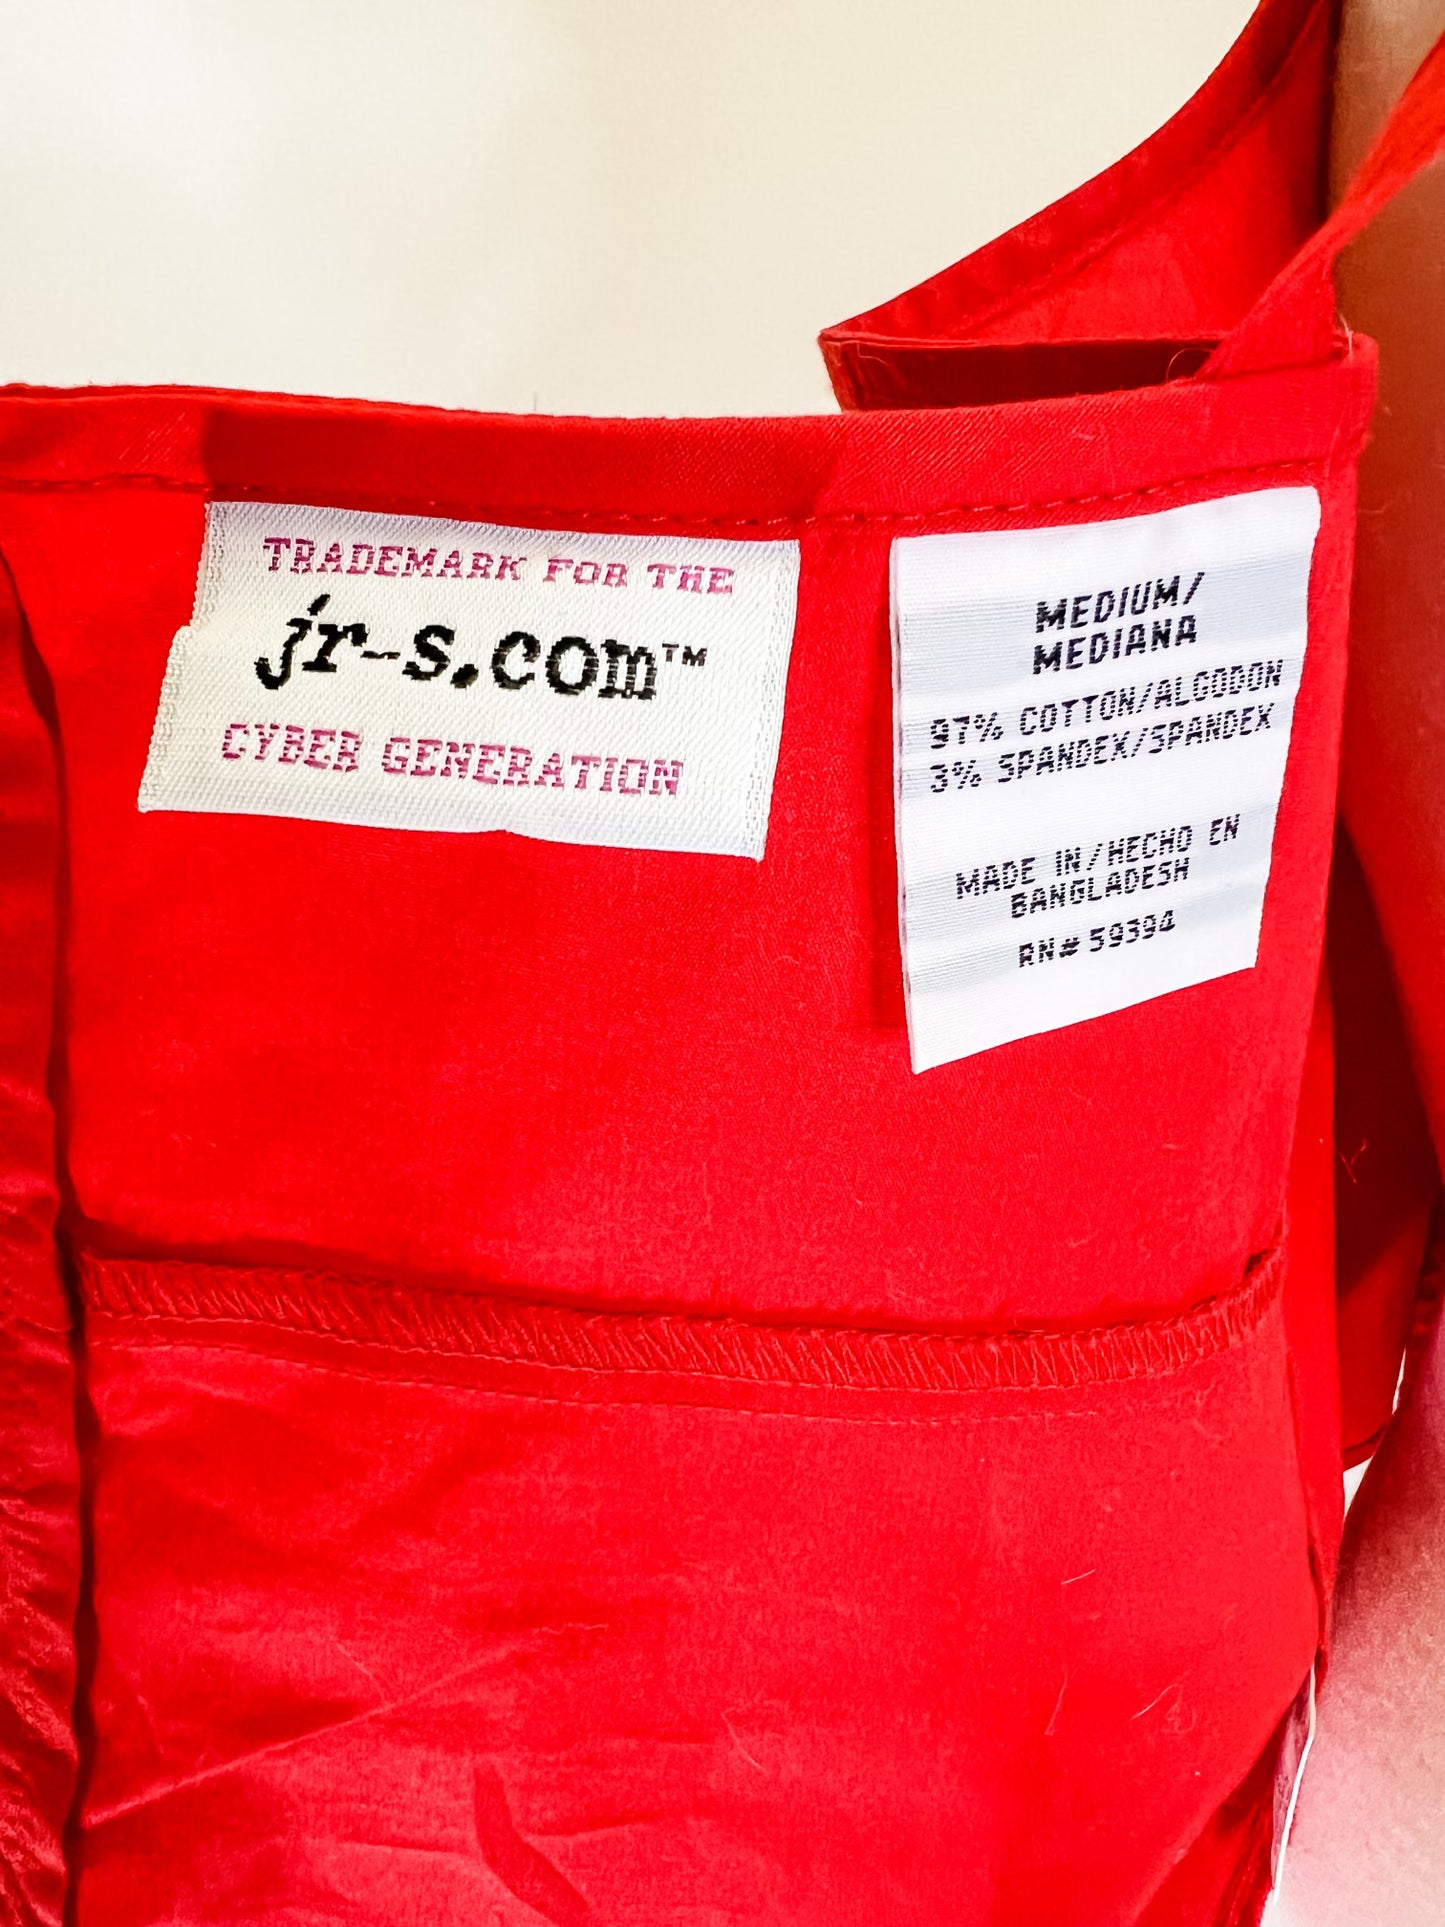 TRADEMARK FOR THE
jr-s.com™
CYBER GENERATION
MEDIUM/
MEDIANA
97% COTTON/ALGODON
3% SPANDEX/SPANDEX
MADE IN/HECHO EN
BANGLADESH
RN# 59394